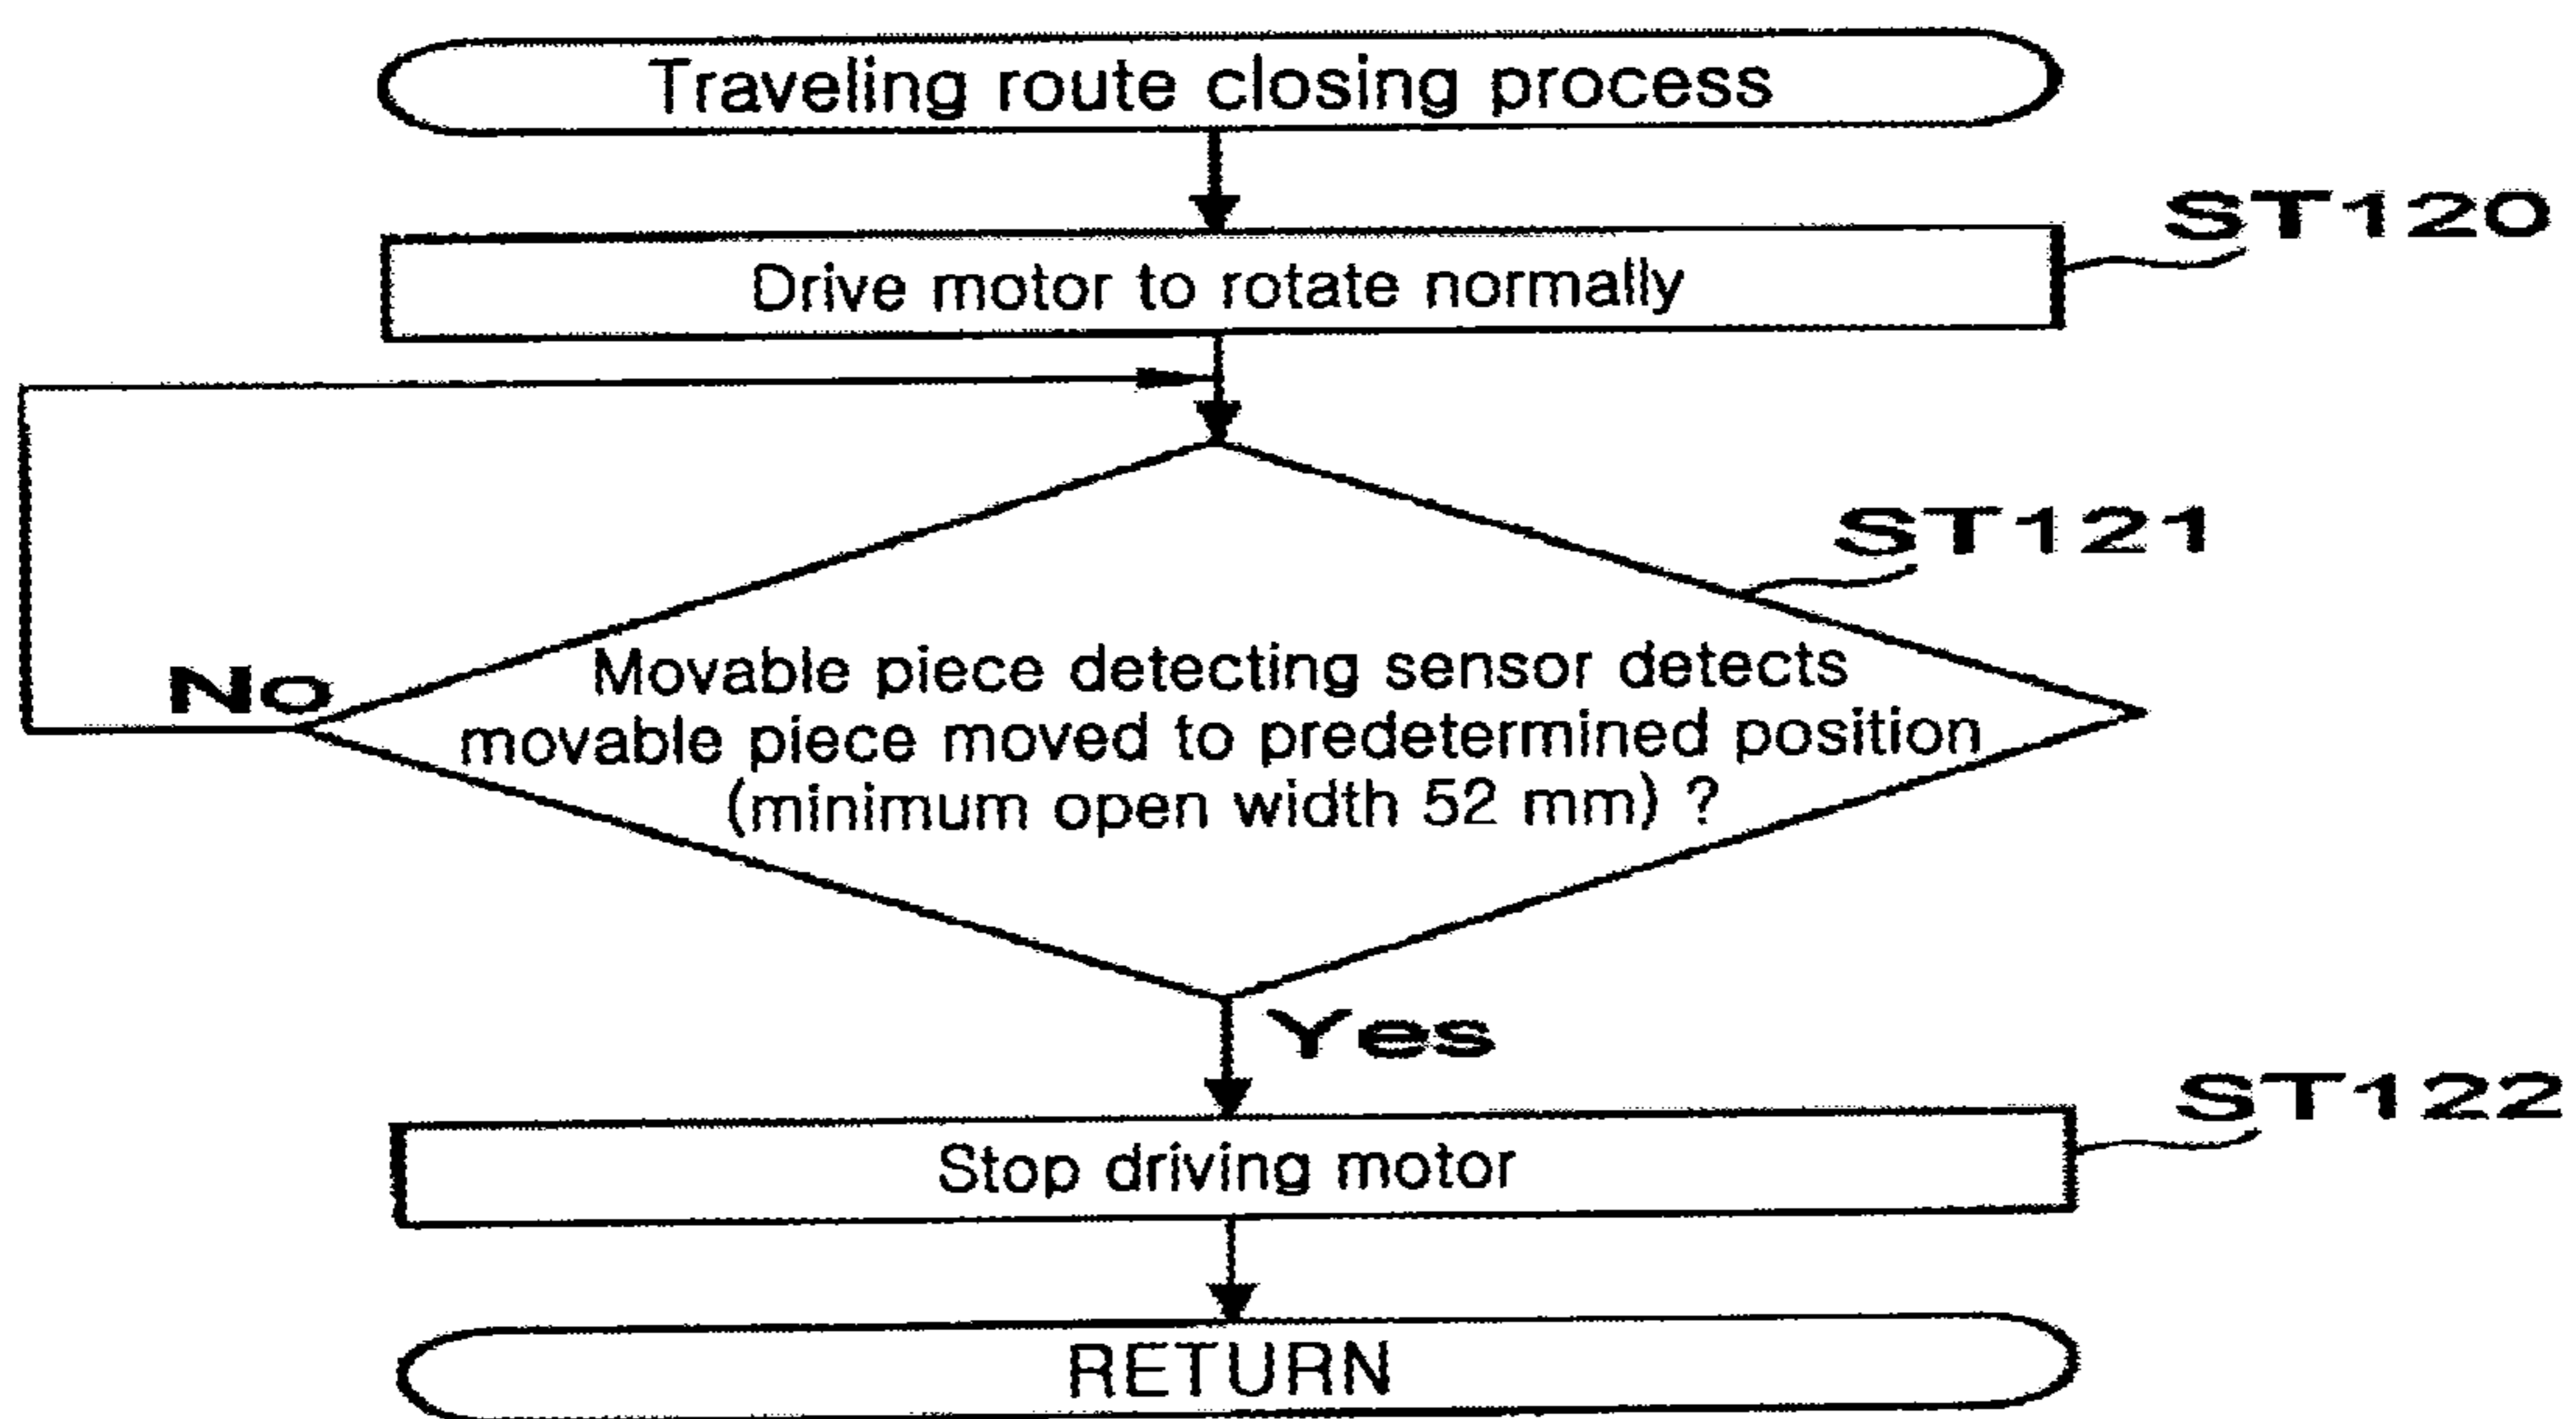 Traveling route closing process
ST120
Drive motor to rotate normally
ST121
No
Movable piece detecting sensor detects
movable piece moved to predetermined position
(minimum open width 52 mm) ?
Yes
ST122
Stop driving motor
RETURN